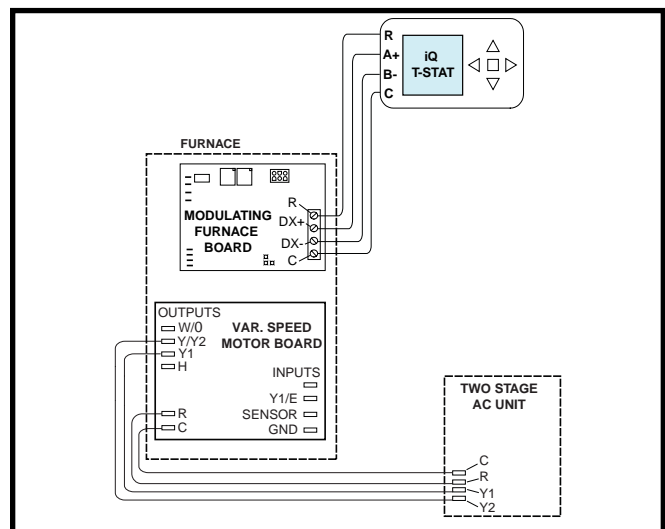 R
A+
B-
C
iQ
T-STAT
FURNACE
MODULATING
FURNACE
BOARD
R
DX+
DX-
C
OUTPUTS
W/0
Y/Y2
Y1
H
R
C
VAR. SPEED
MOTOR BOARD
INPUTS
Y1/E
SENSOR
GND
TWO STAGE
AC UNIT
C
R
Y1
Y2